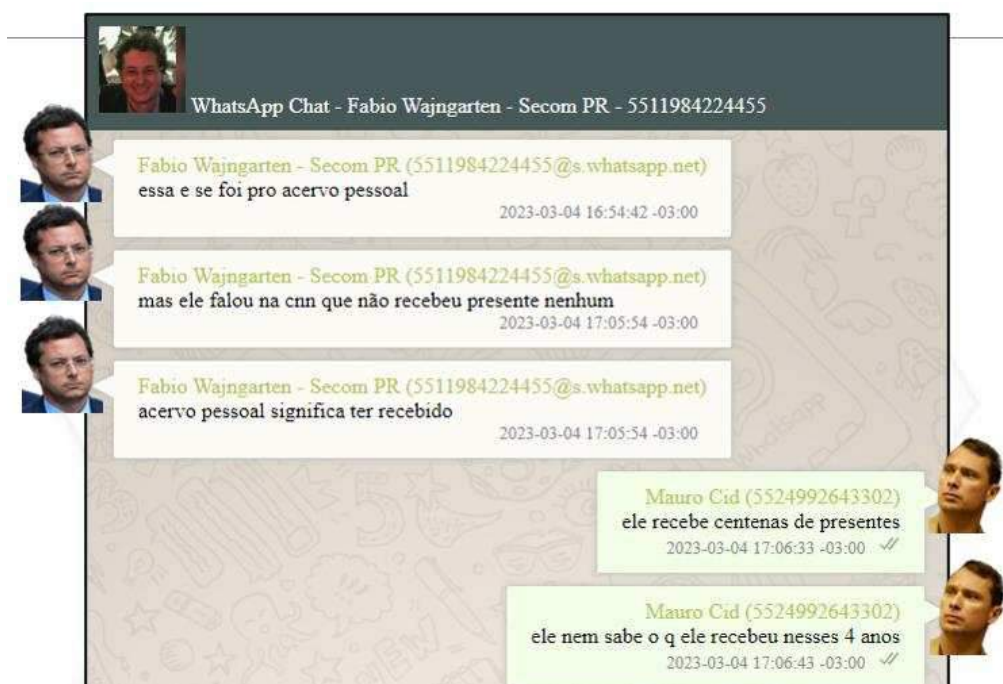 WhatsApp Chat - Fabio Wajngarten - Secom PR - 5511984224455
Fabio Wajngarten - Secom PR (5511984224455@s.whatsapp.net)
essa e se foi pro acervo pessoal
2023-03-04 16:54:42 -03:00
Fabio Wajngarten - Secom PR (5511984224455@s.whatsapp.net)
mas ele falou na cnn que não recebeu presente nenhum
2023-03-04 17:05:54 -03:00
Fabio Wajngarten - Secom PR (5511984224455@s.whatsapp.net)
acervo pessoal significa ter recebido
2023-03-04 17:05:54 -03:00
Mauro Cid (5524992643302)
ele recebe centenas de presentes
2023-03-04 17:06:33 -03:00
Mauro Cid (5524992643302)
ele nem sabe o q ele recebeu nesses 4 anos
2023-03-04 17:06:43 -03:00